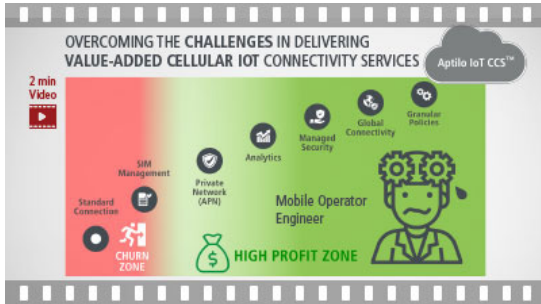 OVERCOMING THE CHALLENGES IN DELIVERING
VALUE-ADDED CELLULAR IOT CONNECTIVITY SERVICES
Aptilo IoT CCS™
2 min
Video
Granular
Policies
Global
Connectivity
Managed
Security
Analytics
SIM
Management
Private
Network
(APN)
Standard
Connection
Mobile Operator
Engineer
CHURN
ZONE
$
HIGH PROFIT ZONE